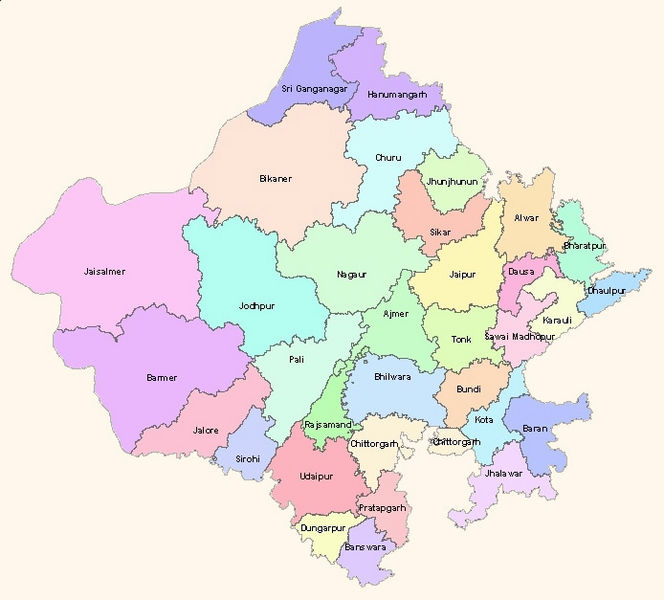 Sri Ganganagar
Hanumangarh
Churu
Bikaner
Jhunjhunun
Alwar
Sikar
Bharatpur
Jaisalmer
Nagaur
Jaipur
Dausa
Dhaulpur
Jodhpur
Ajmer
Karauli
Tonk
Sawai Madhopur
Pali
Barmer
Bhilwara
Bundi
Kota
Baran
Rajsamand
Jalore
Chittorgarh
Chittorgarh
Sirohi
Jhalawar
Udaipur
Pratapgarh
Dungarpur
Banswara